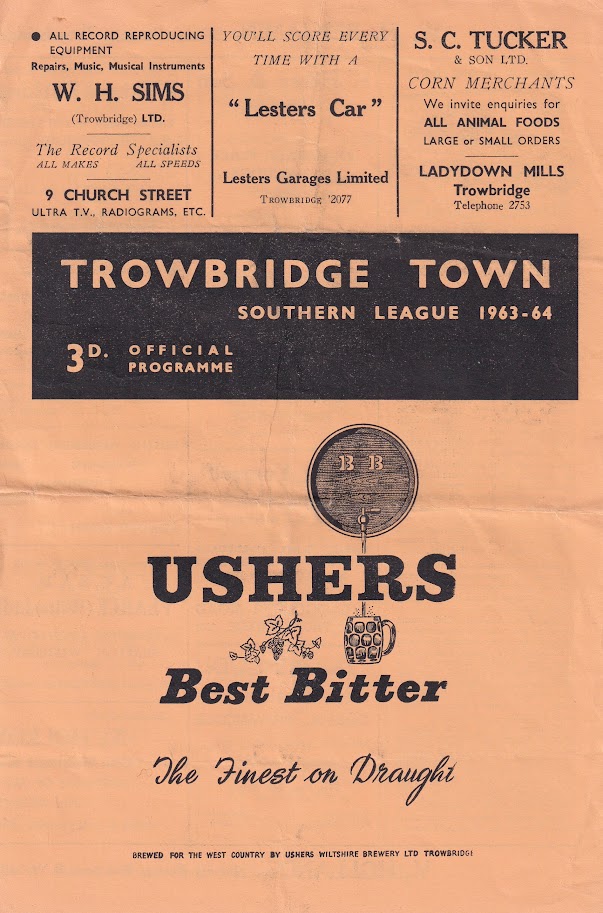 ● ALL RECORD REPRODUCING
EQUIPMENT
Repairs, Music, Musical Instruments
W. H. SIMS
(Trowbridge) LTD.
The Record Specialists
ALL MAKES ALL SPEEDS
9 CHURCH STREET
ULTRA T.V., RADIOGRAMS, ETC.
YOU'LL SCORE EVERY
TIME WITH A
"Lesters Car"
Lesters Garages Limited
TROWBRIDGE '2077
S. C. TUCKER
& SON LTD.
CORN MERCHANTS
We invite enquiries for
ALL ANIMAL FOODS
LARGE or SMALL ORDERS
LADYDOWN MILLS
Trowbridge
Telephone 2753
TROWBRIDGE TOWN
SOUTHERN LEAGUE 1963-64
3D. OFFICIAL
PROGRAMME
BB
USHERS
Best Bitter
The Finest on Draught
BREWED FOR THE WEST COUNTRY BY USHERS WILTSHIRE BREWERY LTD TROWBRIDGE